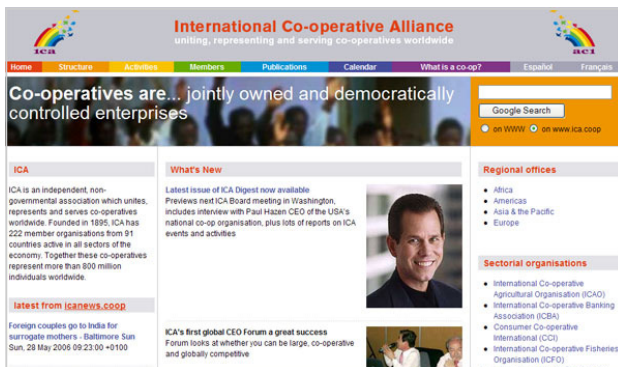 ica
International Co-operative Alliance
uniting, representing and serving co-operatives worldwide
aci
Home Structure Activities Members Publications Calendar What is a co-op? Español Français
Co-operatives are... jointly owned and democratically
controlled enterprises
Google Search
on WWW on www.ica.coop
ICA
ICA is an independent, non-
governmental association which unites,
represents and serves co-operatives
worldwide. Founded in 1895, ICA has
222 member organisations from 91
countries active in all sectors of the
economy. Together these co-operatives
represent more than 800 million
individuals worldwide.
latest from icanews.coop
Foreign couples go to India for
surrogate mothers - Baltimore Sun
Sun, 28 May 2006 09:23:00 +0100
What's New
Latest issue of ICA Digest now available
Previews next ICA Board meeting in Washington,
includes interview with Paul Hazen CEO of the USA's
national co-op organisation, plus lots of reports on ICA
events and activities
ICA's first global CEO Forum a great success
Forum looks at whether you can be large, co-operative
and globally competitive
Regional offices
Africa
Americas
Asia & the Pacific
Europe
Sectorial organisations
International Co-operative
Agricultural Organisation (ICAO)
International Co-operative Banking
Association (ICBA)
Consumer Co-operative
International (CCI)
International Co-operative Fisheries
Organisation (ICFO)